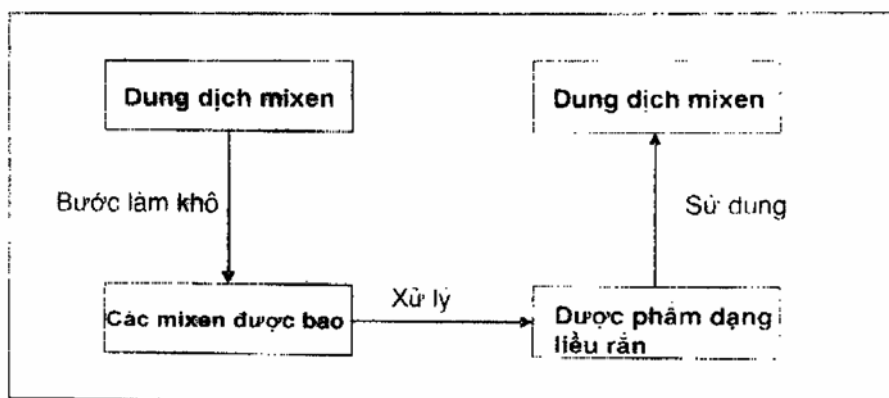 Dung dịch mixen
Dung dịch mixen
Bước làm khô
Sử dung
Các mixen được bao
Xử lý
Dược phẩm dạng
liều rắn